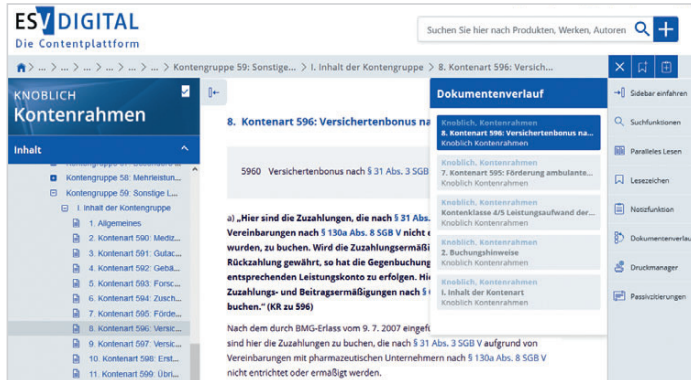 ESV DIGITAL
Die Contentplattform
Suchen Sie hier nach Produkten, Werken, Autoren
> ... > ... > ... > ... > ... > ... > Kontengruppe 59: Sonstige... > I. Inhalt der Kontengruppe > 8. Kontenart 596: Versich...
KNOBLICH
Kontenrahmen
Inhalt
Kontengruppe 58: Mehrleistun...
Kontengruppe 59: Sonstige L...
I. Inhalt der Kontengruppe
1. Allgemeines
2. Kontenart 590: Mediz...
3. Kontenart 591: Gutac...
4. Kontenart 592: Gebä...
5. Kontenart 593: Forsc...
6. Kontenart 594: Zusch...
7. Kontenart 595: Förde...
8. Kontenart 596: Versic...
9. Kontenart 597: Versic...
10. Kontenart 598: Erst...
11. Kontenart 599: Übri...
8. Kontenart 596: Versichertenbonus na
5960 Versichertenbonus nach § 31 Abs. 3 SGB
a) „Hier sind die Zuzahlungen, die nach § 31 Abs.
Vereinbarungen nach § 130a Abs. 8 SGB V nicht
wurden, zu buchen. Wird die Zuzahlungsermäßi
Rückzahlung gewährt, so hat die Gegenbuchung
entsprechenden Leistungskonto zu erfolgen. Hi
Zuzahlungs- und Beitragsermäßigungen nach §
buchen.“ (KR zu 596)
Nach dem durch BMG-Erlass vom 9. 7. 2007 eingefü
sind hier die Zuzahlungen zu buchen, die nach § 31 Abs. 3 SGB V aufgrund von
Vereinbarungen mit pharmazeutischen Unternehmern nach § 130a Abs. 8 SGB V
nicht entrichtet oder ermäßigt werden.
Dokumentenverlauf
Knoblich, Kontenrahmen
8. Kontenart 596: Versichertenbonus na...
Knoblich Kontenrahmen
Knoblich, Kontenrahmen
7. Kontenart 595: Förderung ambulante...
Knoblich Kontenrahmen
Knoblich, Kontenrahmen
Kontenklasse 4/5 Leistungsaufwand der...
Knoblich Kontenrahmen
Knoblich, Kontenrahmen
2. Buchungshinweise
Knoblich Kontenrahmen
Knoblich, Kontenrahmen
I. Inhalt der Kontenart
Knoblich Kontenrahmen
Sidebar einfahren
Suchfunktionen
Paralleles Lesen
Lesezeichen
Notizfunktion
Dokumentenverlau
Druckmanager
Passivzitierungen